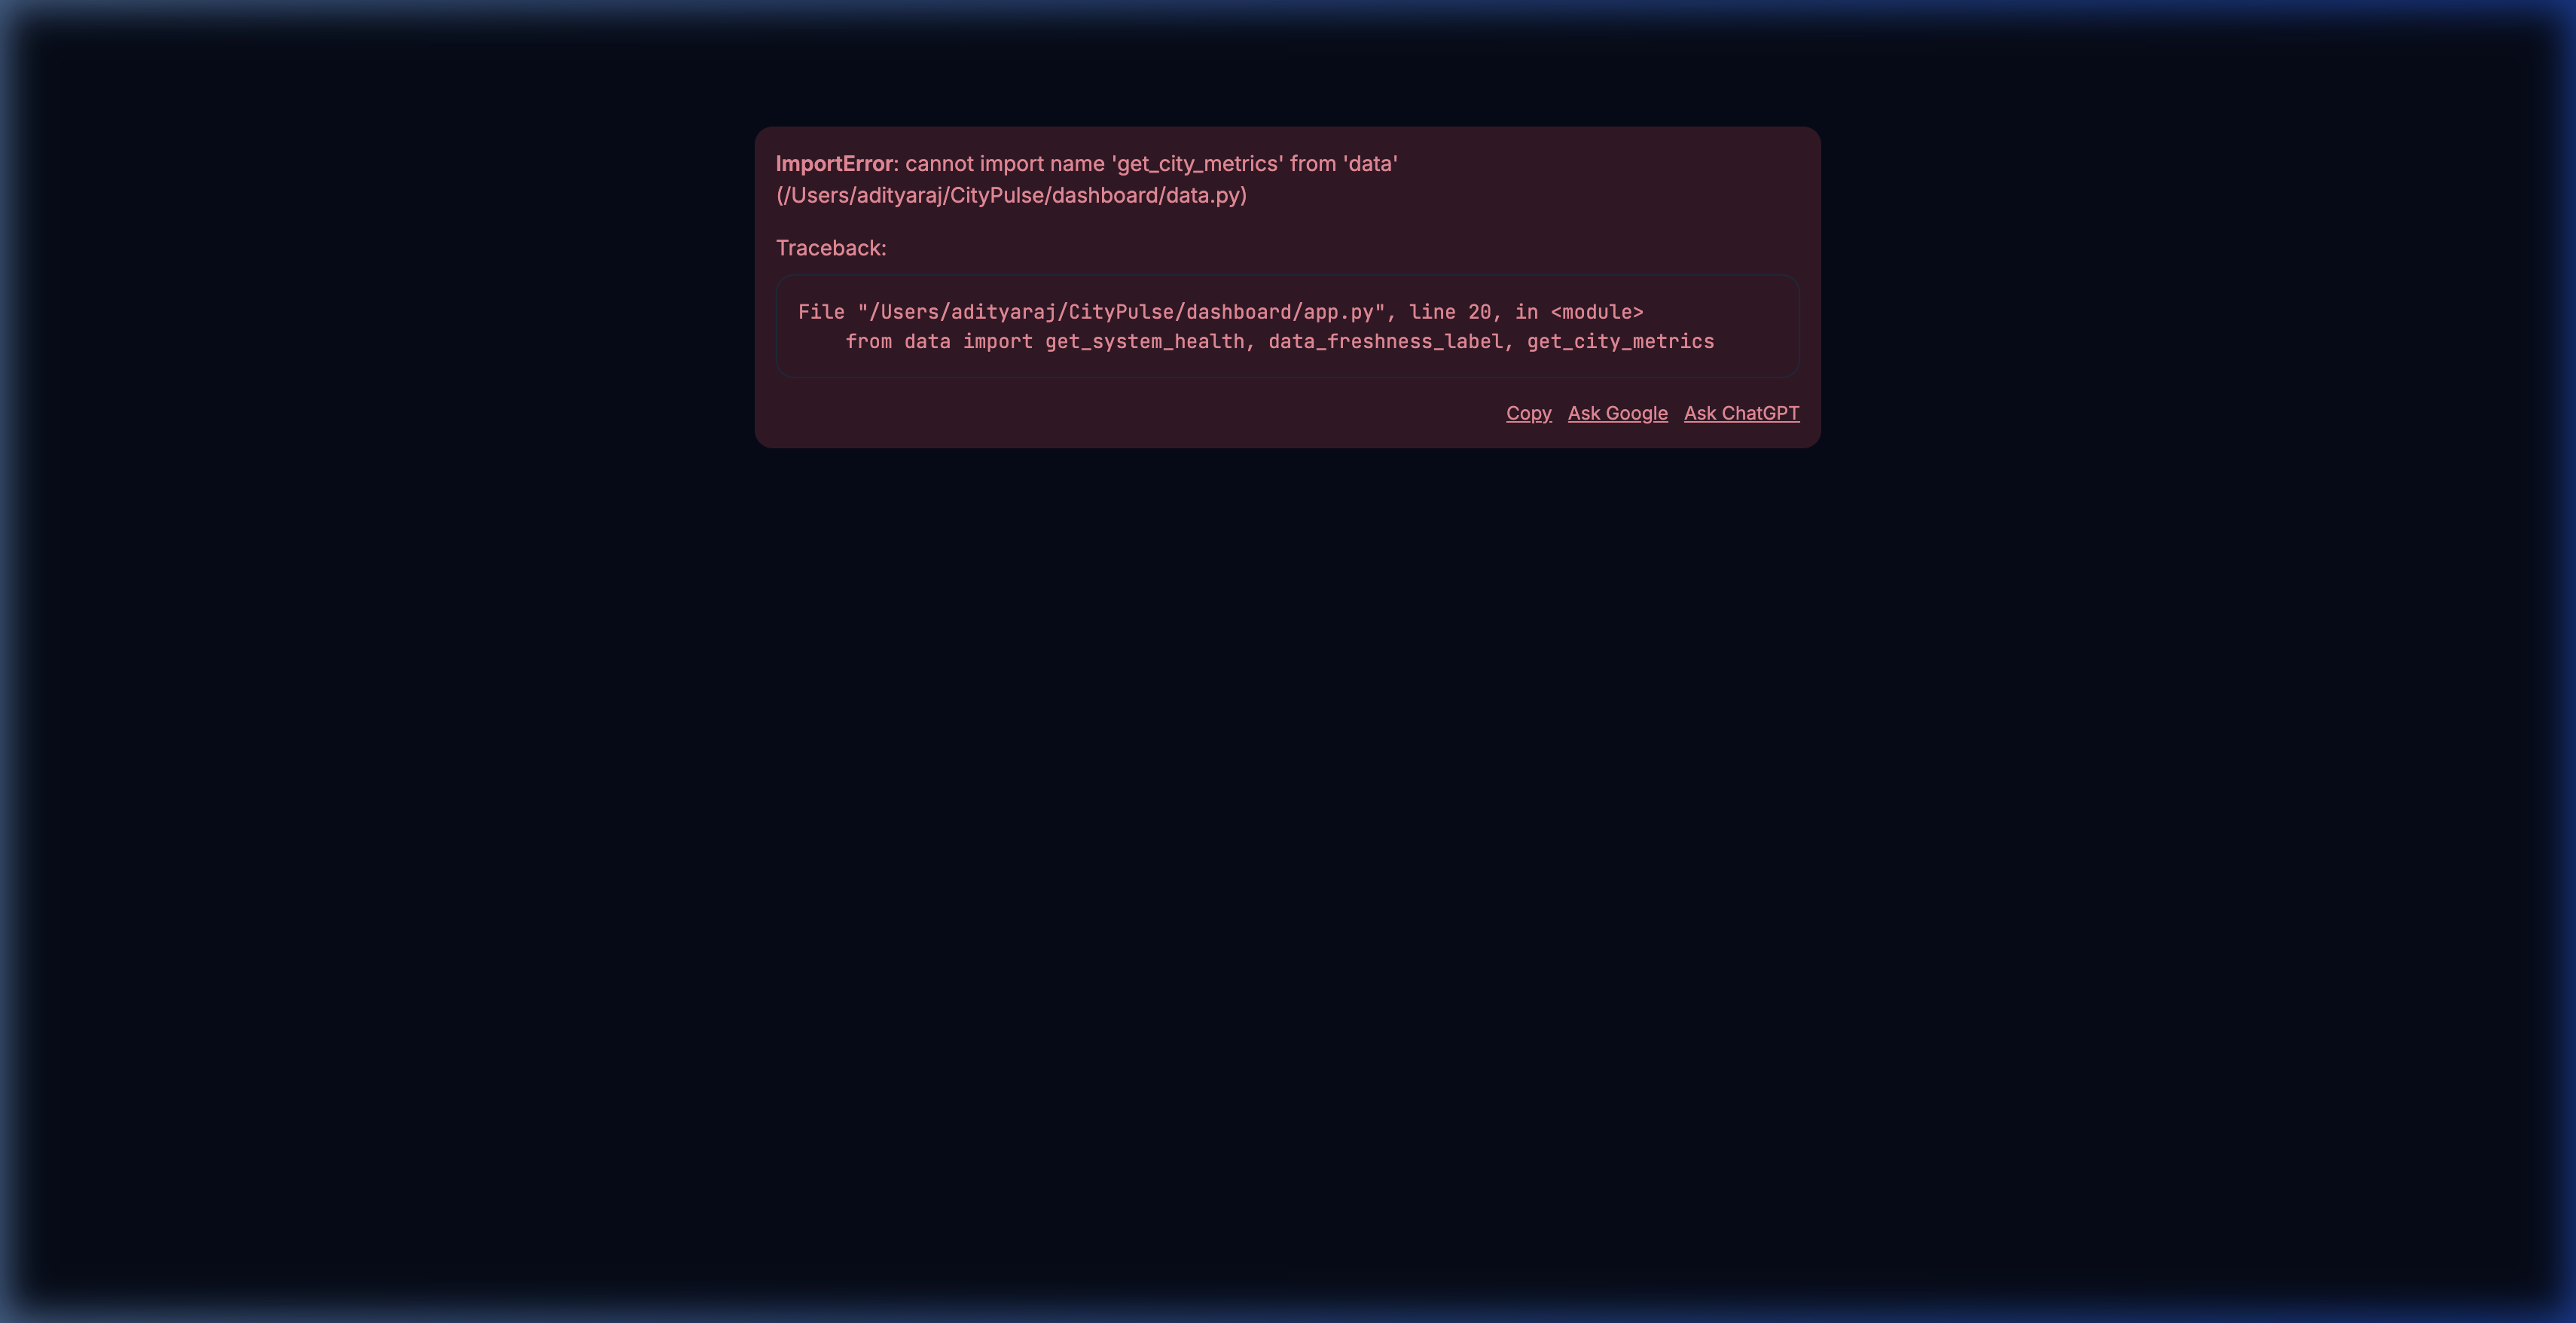 ImportError: cannot import name 'get_city_metrics' from 'data'
(/Users/adityaraj/CityPulse/dashboard/data.py)
Traceback:
File "/Users/adityaraj/CityPulse/dashboard/app.py", line 20, in <module>
    from data import get_system_health, data_freshness_label, get_city_metrics
Copy Ask Google Ask ChatGPT